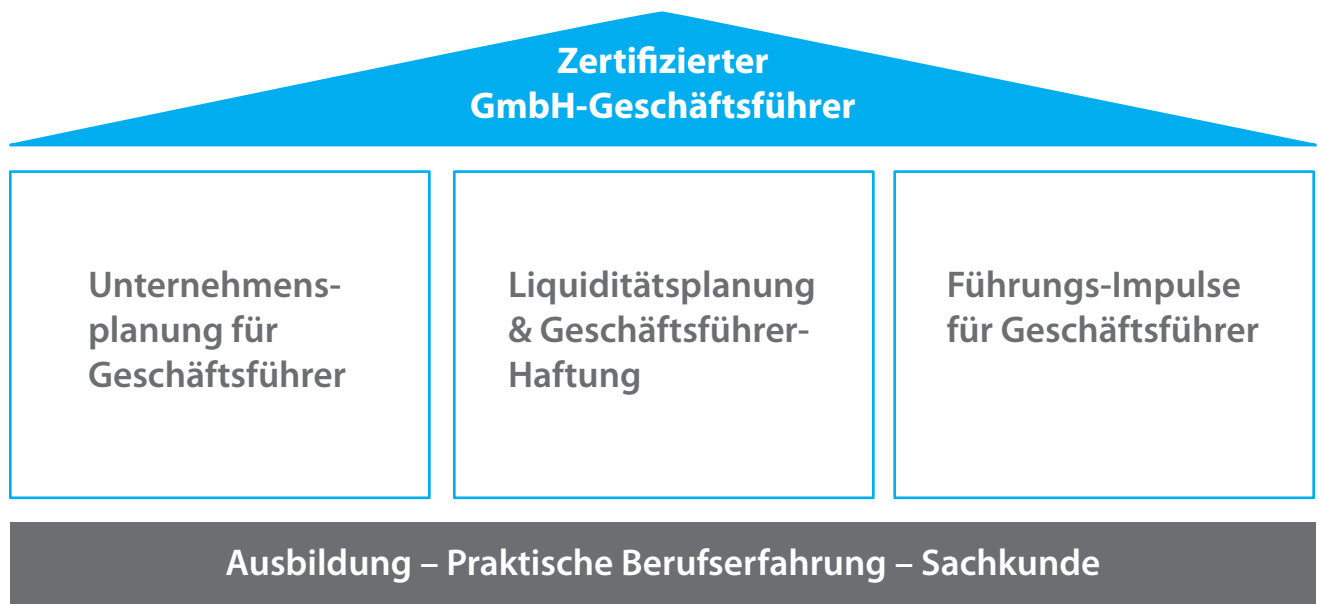 Zertifizierter
GmbH-Geschäftsführer
Unternehmens-
planung für
Geschäftsführer
Liquiditätsplanung
& Geschäftsführer-
Haftung
Führungs-Impulse
für Geschäftsführer
Ausbildung – Praktische Berufserfahrung – Sachkunde